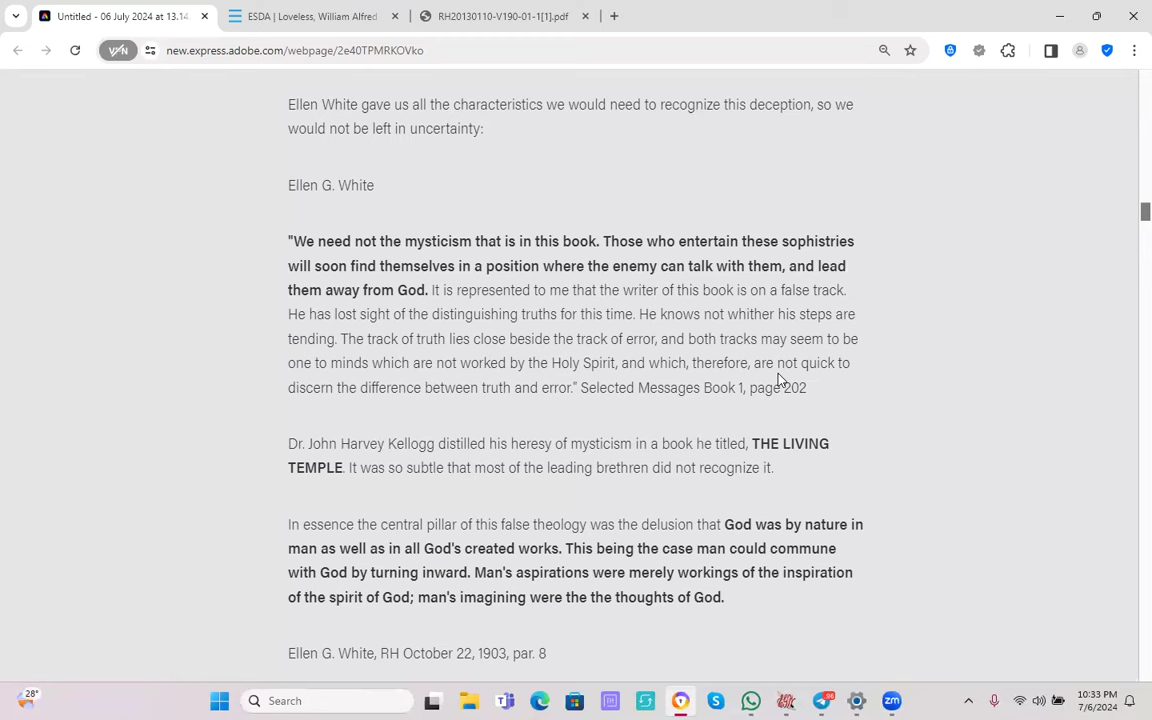 Untitled - 06 July 2024 at 13.14.
ESDA | Loveless, William Alfred
RH20130110-V190-01-1[1].pdf
VPN
new.express.adobe.com/webpage/2e40TPMRKOVko
Ellen White gave us all the characteristics we would need to recognize this deception, so we
would not be left in uncertainty:
Ellen G. White
"We need not the mysticism that is in this book. Those who entertain these sophistries
will soon find themselves in a position where the enemy can talk with them, and lead
them away from God. It is represented to me that the writer of this book is on a false track.
He has lost sight of the distinguishing truths for this time. He knows not whither his steps are
tending. The track of truth lies close beside the track of error, and both tracks may seem to be
one to minds which are not worked by the Holy Spirit, and which, therefore, are not quick to
discern the difference between truth and error." Selected Messages Book 1, page 202
Dr. John Harvey Kellogg distilled his heresy of mysticism in a book he titled, THE LIVING
TEMPLE. It was so subtle that most of the leading brethren did not recognize it.
In essence the central pillar of this false theology was the delusion that God was by nature in
man as well as in all God's created works. This being the case man could commune
with God by turning inward. Man's aspirations were merely workings of the inspiration
of the spirit of God; man's imagining were the the thoughts of God.
Ellen G. White, RH October 22, 1903, par. 8
28°
Search
96
zm
10:33 PM
7/6/2024